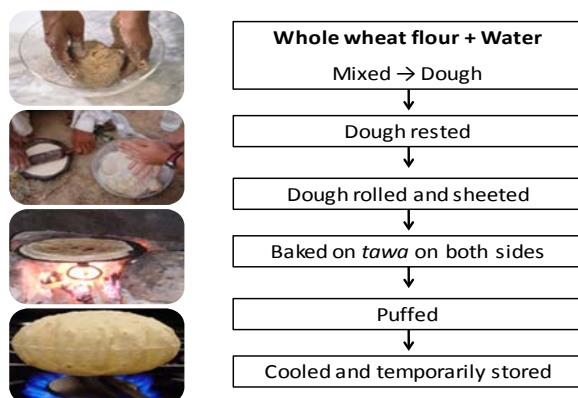 Whole wheat flour + Water
Mixed → Dough
Dough rested
Dough rolled and sheeted
Baked on tawa on both sides
Puffed
Cooled and temporarily stored